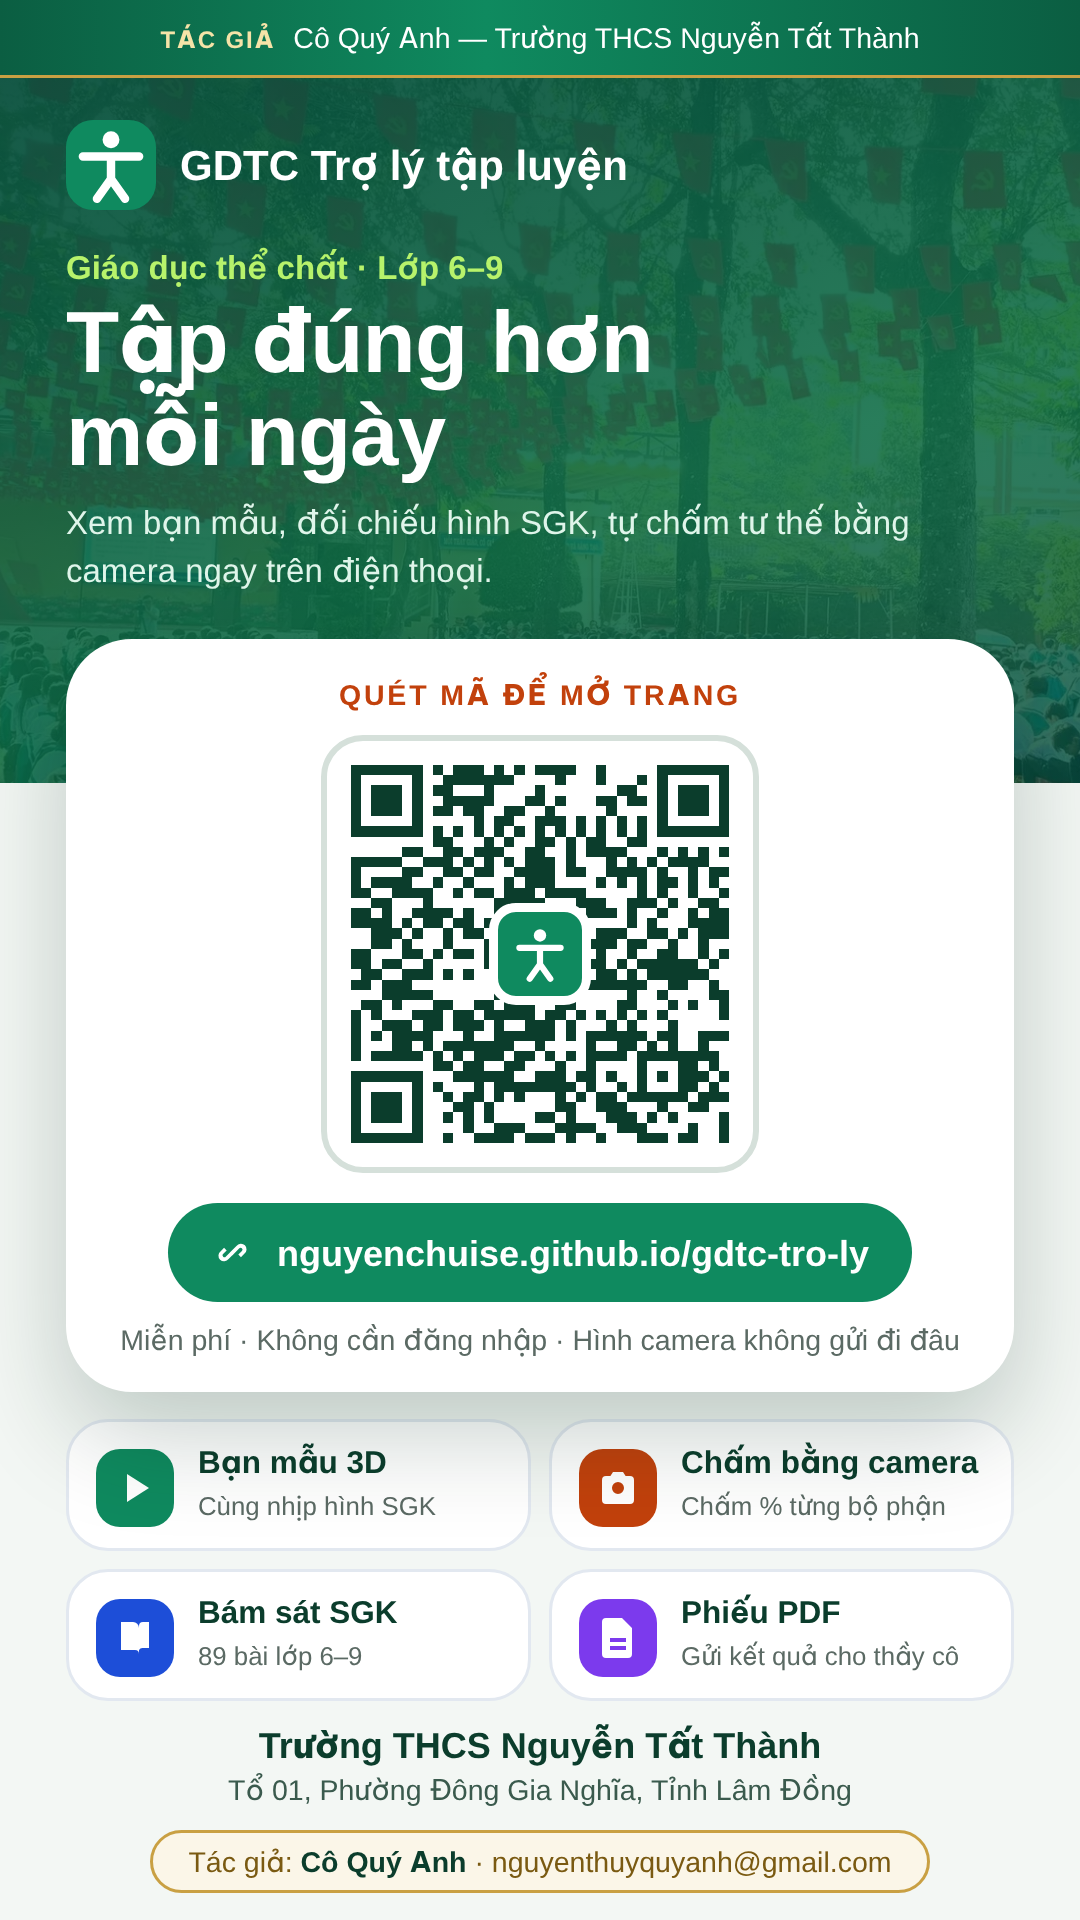 TÁC GIẢ Cô Quý Anh — Trường THCS Nguyễn Tất Thành
GDTC Trợ lý tập luyện
Giáo dục thể chất · Lớp 6–9
Tập đúng hơn
mỗi ngày
Xem bạn mẫu, đối chiếu hình SGK, tự chấm tư thế bằng
camera ngay trên điện thoại.
QUÉT MÃ ĐỂ MỞ TRANG
nguyenchuise.github.io/gdtc-tro-ly
Miễn phí · Không cần đăng nhập · Hình camera không gửi đi đâu
Bạn mẫu 3D
Cùng nhịp hình SGK
Chấm bằng camera
Chấm % từng bộ phận
Bám sát SGK
89 bài lớp 6–9
Phiếu PDF
Gửi kết quả cho thầy cô
Trường THCS Nguyễn Tất Thành
Tổ 01, Phường Đông Gia Nghĩa, Tỉnh Lâm Đồng
Tác giả: Cô Quý Anh · nguyenthuyquyanh@gmail.com